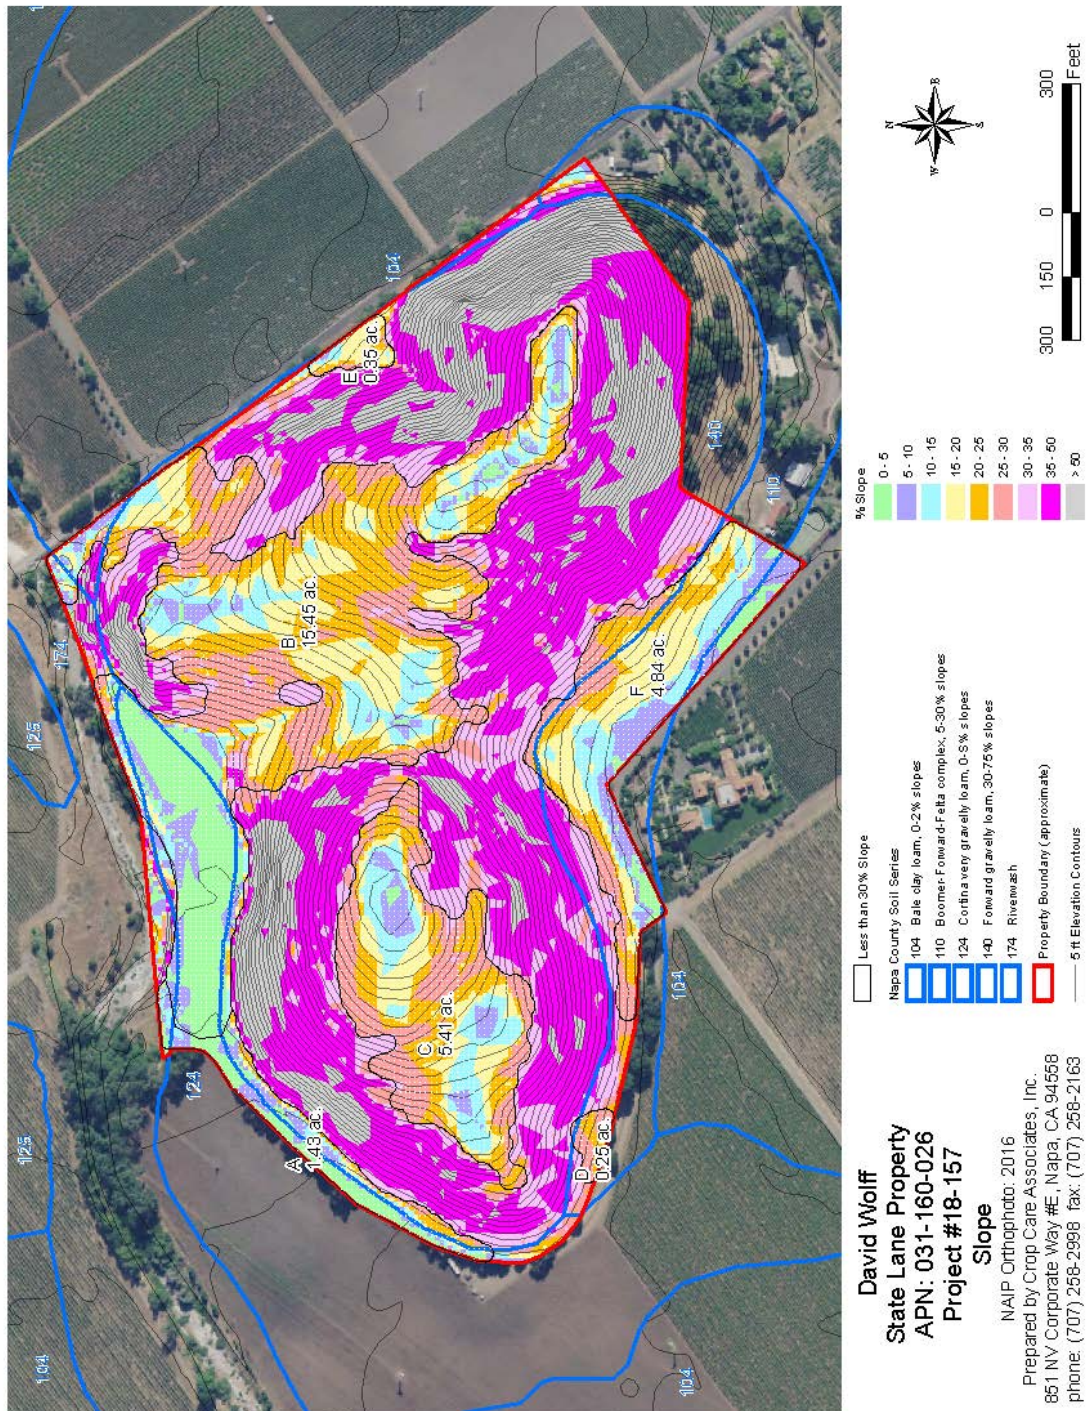 125
104
125
124
174
104
104
104
140
110
A
1.43 ac.
B
15.45 ac.
C
5.41 ac.
D
0.25 ac.
E
0.35 ac.
F
4.84 ac.
David Wolff
State Lane Property
APN: 031-160-026
Project #18-157
Slope
NAIP Orthophoto: 2016
Prepared by Crop Care Associates, Inc.
851 NV Corporate Way #E, Napa, CA 94558
phone: (707) 258-2998 fax: (707) 258-2163
Less than 30% Slope
Napa County Soil Series
104 Bale clay loam, 0-2% slopes
110 Boomer-Forward-Felta complex, 5-30% slopes
124 Cortina very gravelly loam, 0-5% slopes
140 Forward gravelly loam, 30-75% slopes
174 Riverwash
Property Boundary (approximate)
5 ft Elevation Contours
% Slope
0 - 5
5 - 10
10 - 15
15 - 20
20 - 25
25 - 30
30 - 35
35 - 50
> 50
N
W
E
S
300 150 0 300
Feet